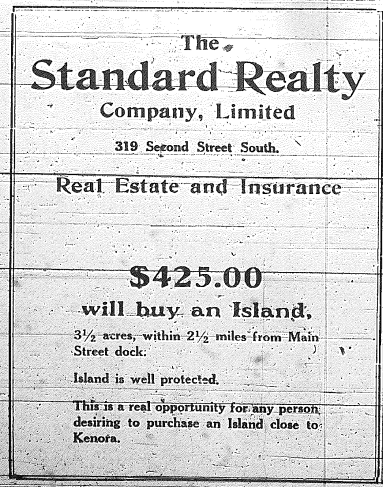 The
Standard Realty
Company, Limited
319 Second Street South.
Real Estate and Insurance
$425.00
will buy an Island,
3½ acres, within 2½ miles from Main
Street dock.
Island is well protected.
This is a real opportunity for any person
desiring to purchase an Island close to
Kenora.